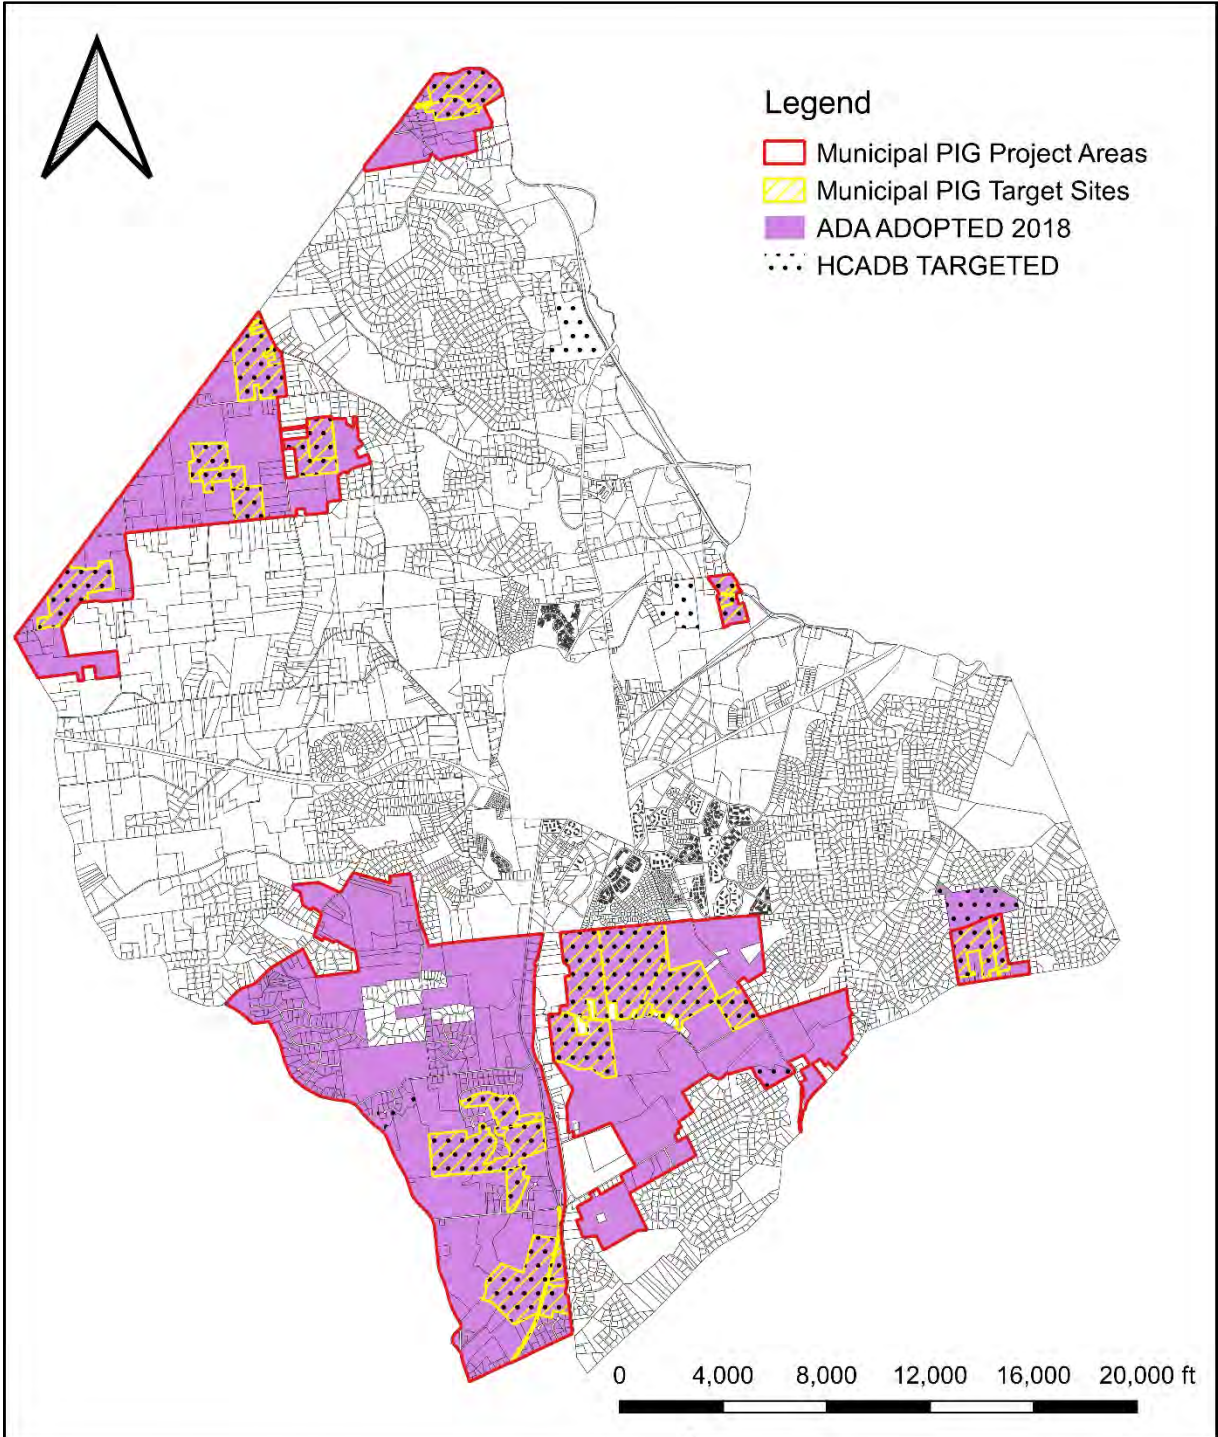 Legend
Municipal PIG Project Areas
Municipal PIG Target Sites
ADA ADOPTED 2018
HCADB TARGETED
0 4,000 8,000 12,000 16,000 20,000 ft